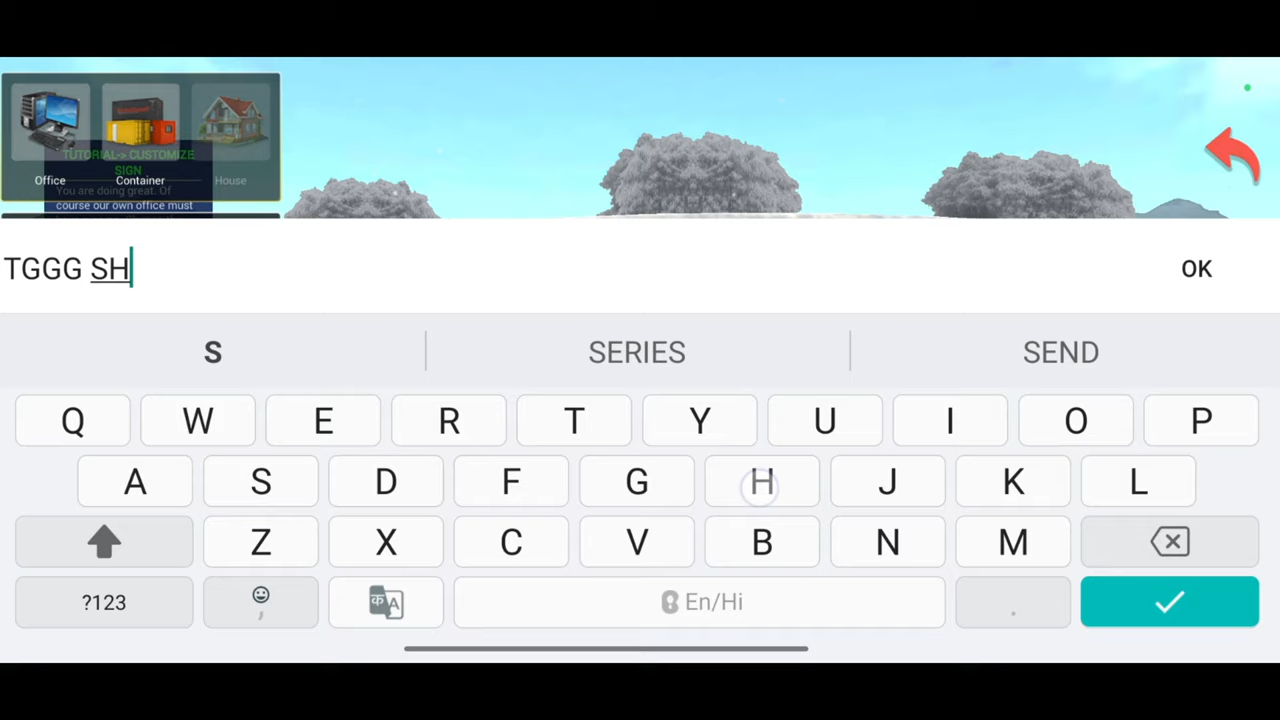 TUTORIAL-> CUSTOMIZE
SIGN
Office
Container
House
You are doing great. Of
course our own office must
TGGG SH
OK
S
SERIES
SEND
Q W E R T Y U I O P
A S D F G H J K L
Z X C V B N M
?123
,
क A
En/Hi
.